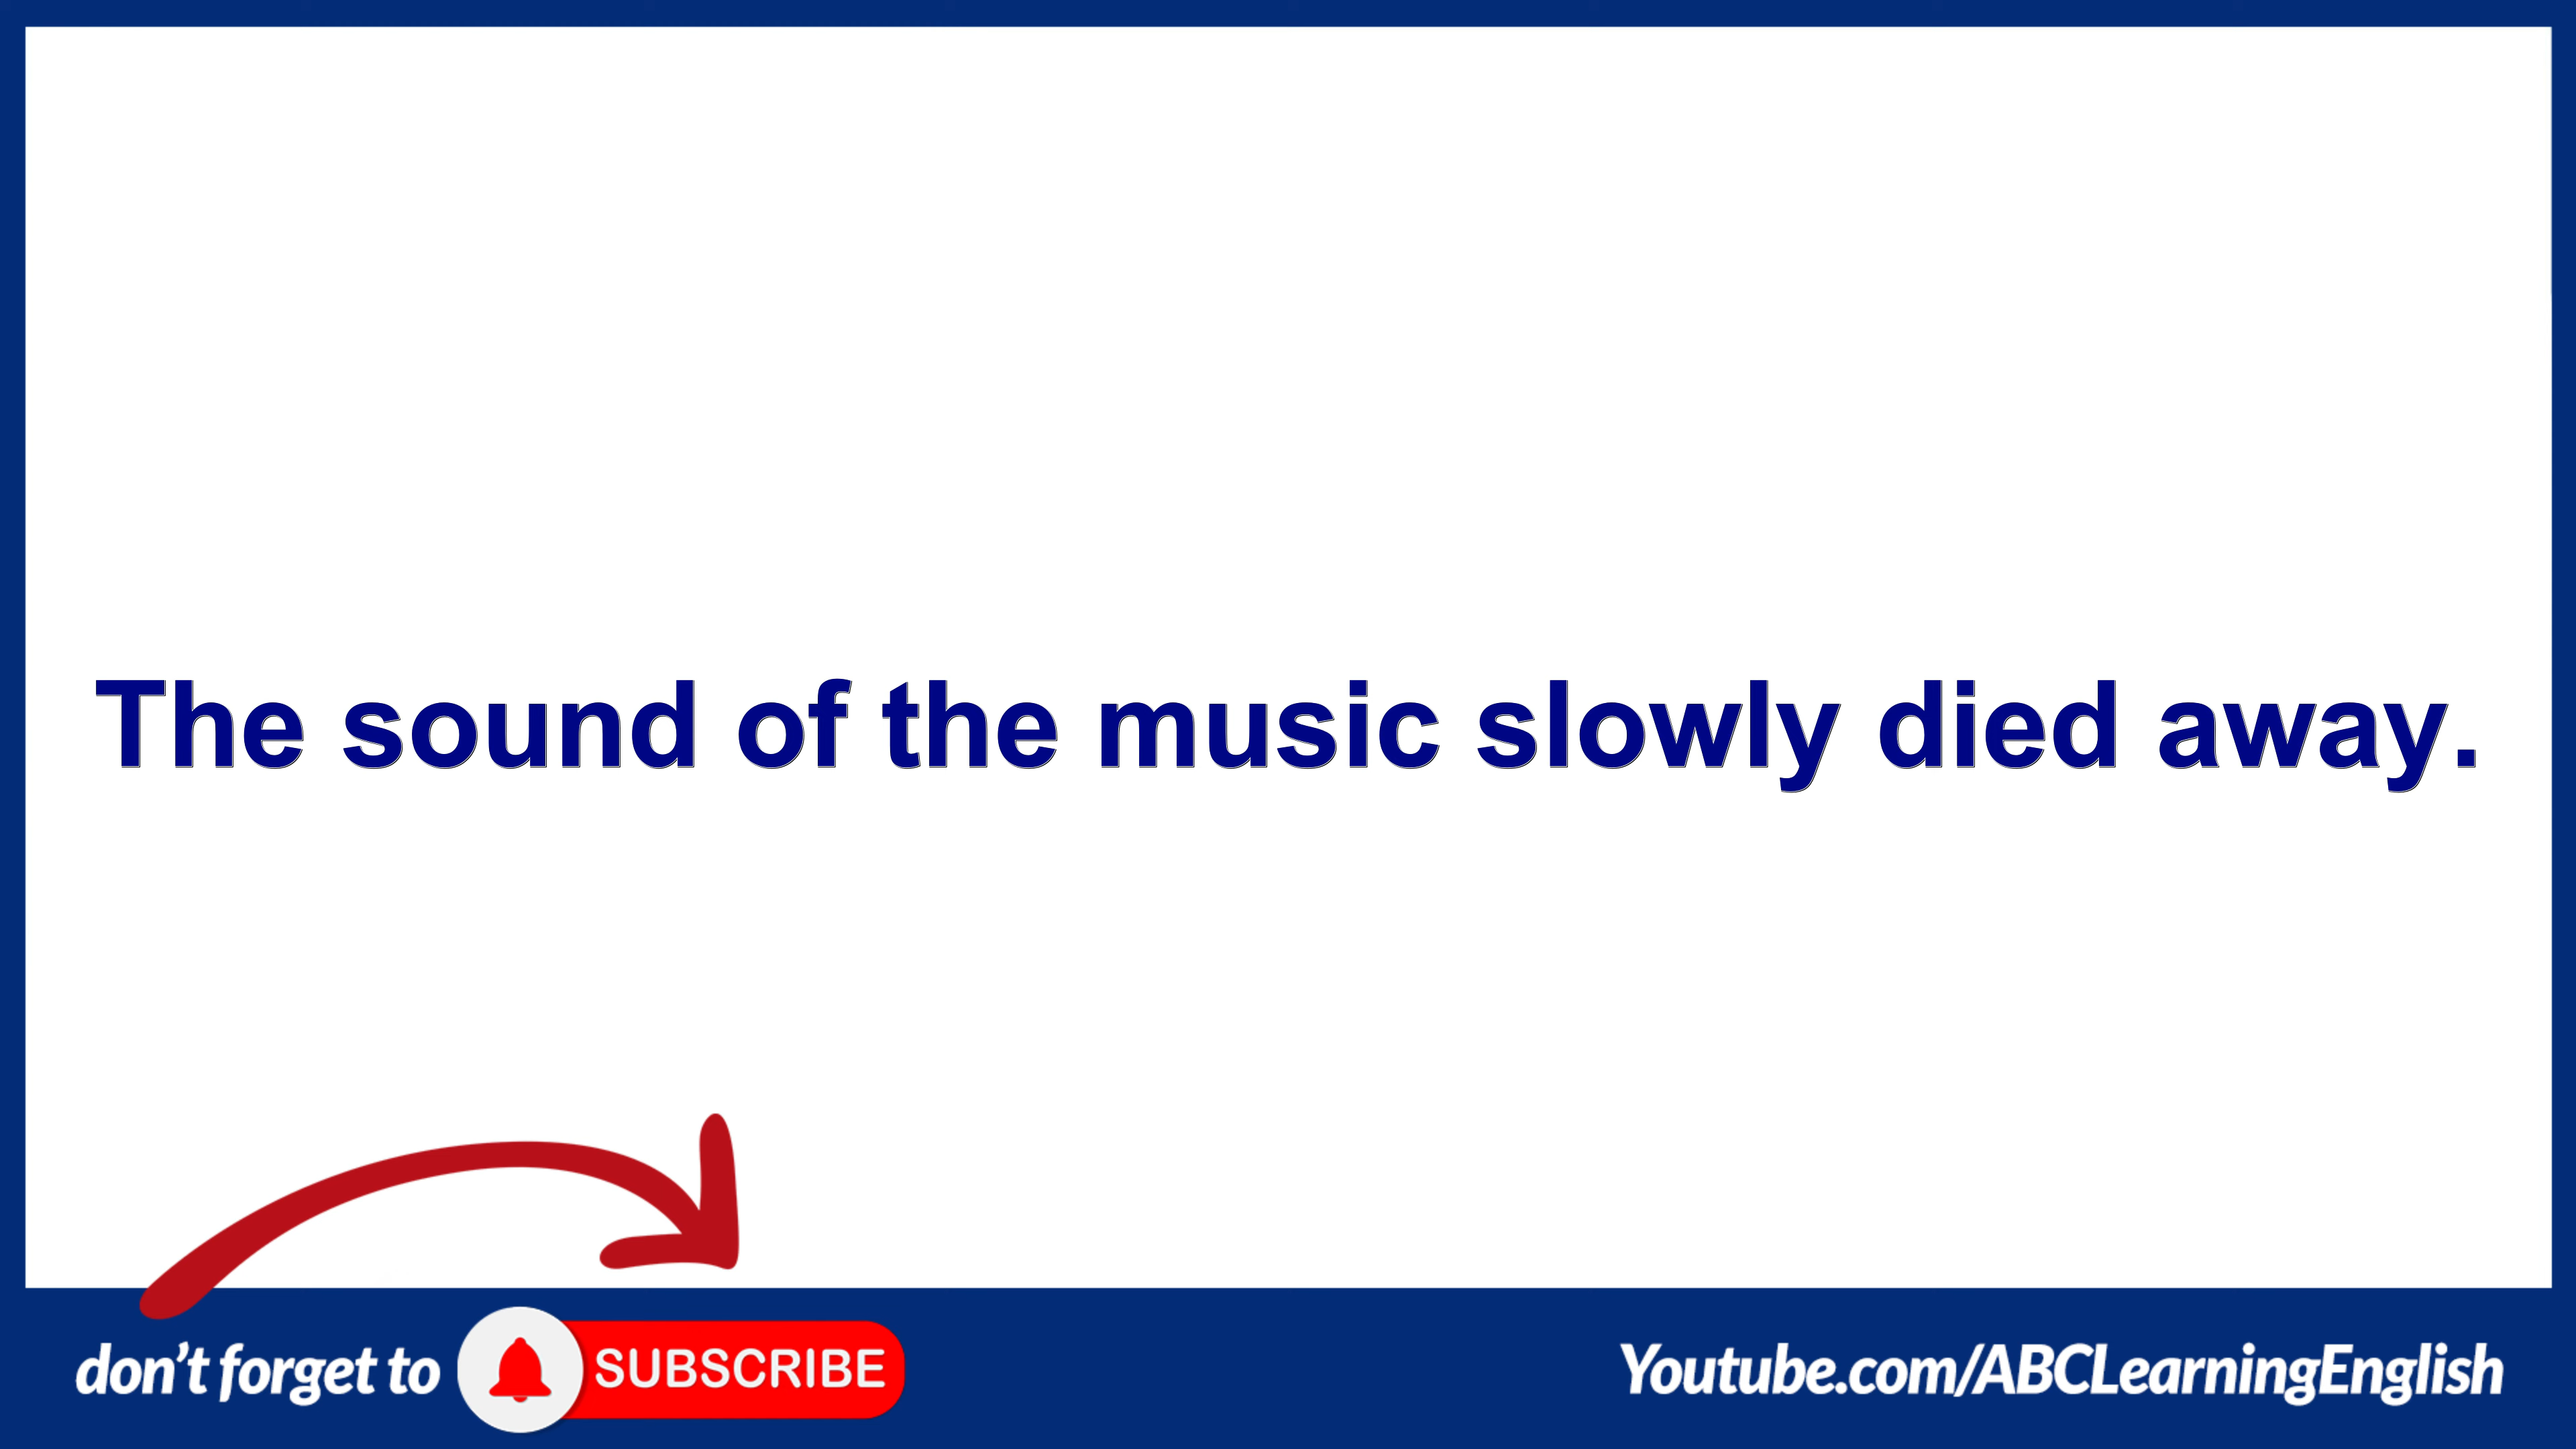 The sound of the music slowly died away.
don't forget to SUBSCRIBE
Youtube.com/ABCLearningEnglish